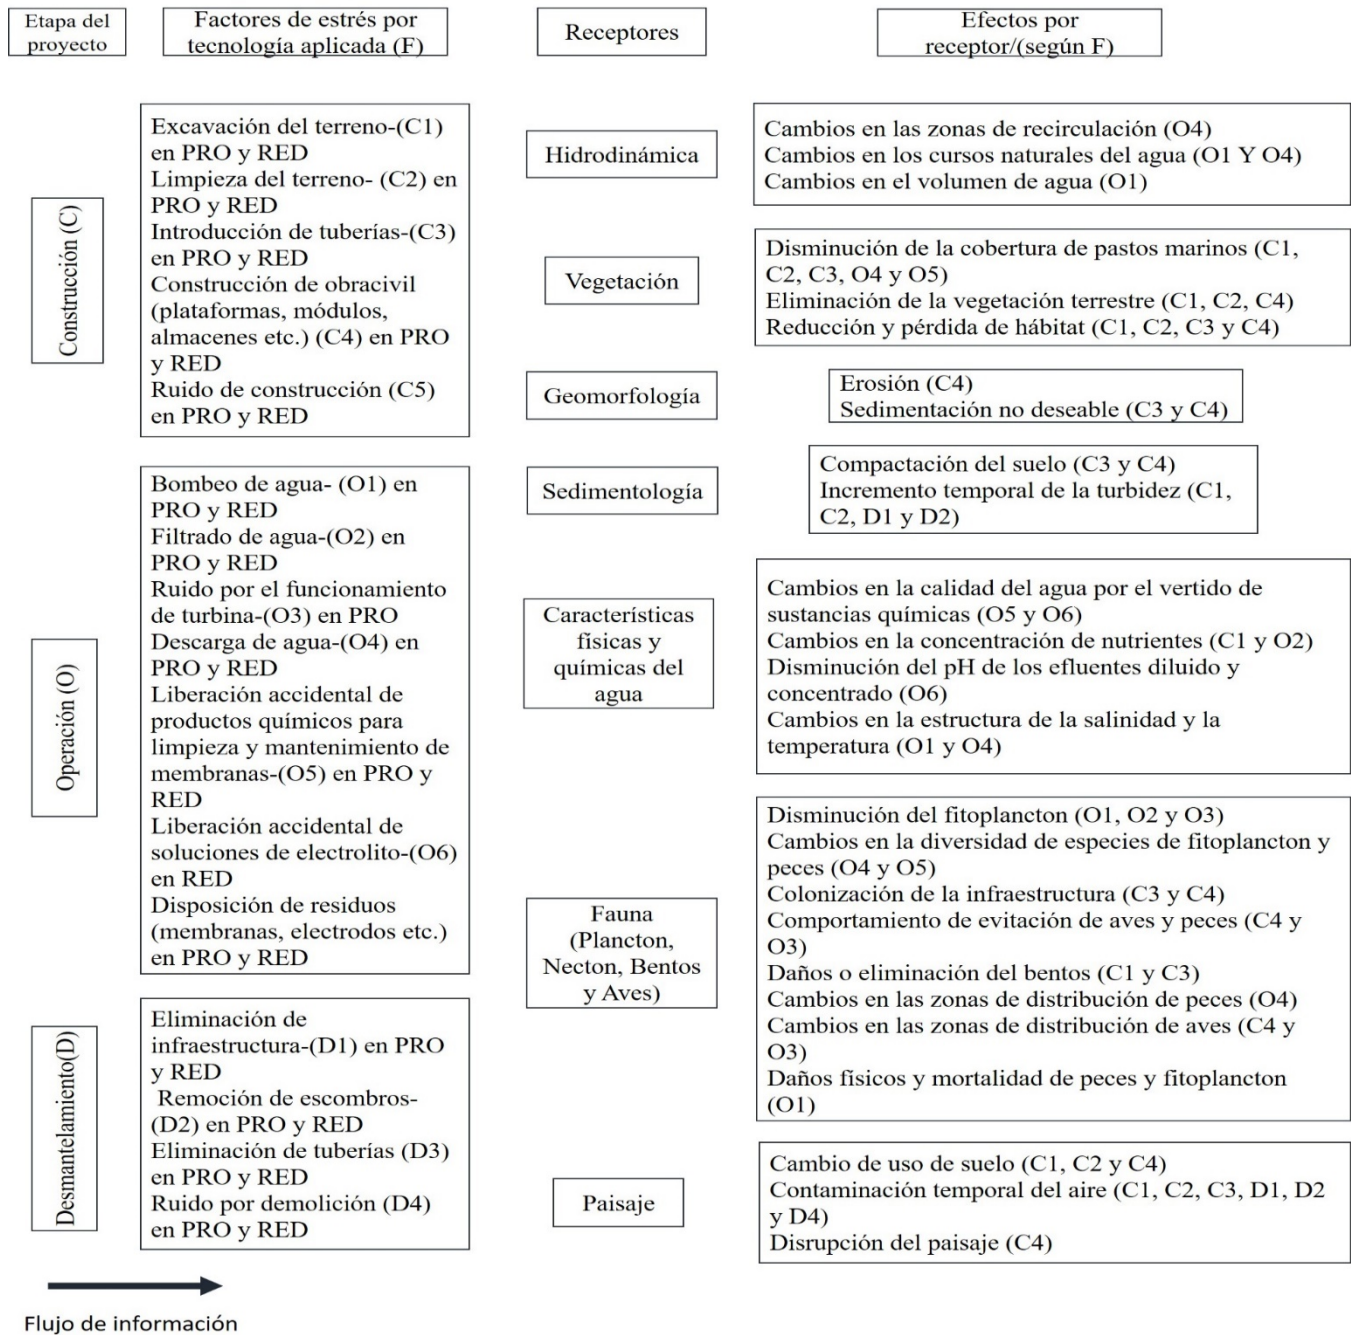 Etapa del
proyecto
Factores de estrés por
tecnología aplicada (F)
Receptores
Efectos por
receptor/(según F)
Construcción (C)
Excavación del terreno-(C1)
en PRO y RED
Limpieza del terreno- (C2) en
PRO y RED
Introducción de tuberías-(C3)
en PRO y RED
Construcción de obracivil
(plataformas, módulos,
almacenes etc.) (C4) en PRO
y RED
Ruido de construcción (C5)
en PRO y RED
Operación (O)
Bombeo de agua- (O1) en
PRO y RED
Filtrado de agua-(O2) en
PRO y RED
Ruido por el funcionamiento
de turbina-(O3) en PRO
Descarga de agua-(O4) en
PRO y RED
Liberación accidental de
productos químicos para
limpieza y mantenimiento de
membranas-(O5) en PRO y
RED
Liberación accidental de
soluciones de electrolito-(O6)
en RED
Disposición de residuos
(membranas, electrodos etc.)
en PRO y RED
Desmantelamiento(D)
Eliminación de
infraestructura-(D1) en PRO
y RED
Remoción de escombros-
(D2) en PRO y RED
Eliminación de tuberías (D3)
en PRO y RED
Ruido por demolición (D4)
en PRO y RED
Hidrodinámica
Cambios en las zonas de recirculación (O4)
Cambios en los cursos naturales del agua (O1 Y O4)
Cambios en el volumen de agua (O1)
Vegetación
Disminución de la cobertura de pastos marinos (C1,
C2, C3, O4 y O5)
Eliminación de la vegetación terrestre (C1, C2, C4)
Reducción y pérdida de hábitat (C1, C2, C3 y C4)
Geomorfología
Erosión (C4)
Sedimentación no deseable (C3 y C4)
Sedimentología
Compactación del suelo (C3 y C4)
Incremento temporal de la turbidez (C1,
C2, D1 y D2)
Características
físicas y
químicas del
agua
Cambios en la calidad del agua por el vertido de
sustancias químicas (O5 y O6)
Cambios en la concentración de nutrientes (C1 y O2)
Disminución del pH de los efluentes diluido y
concentrado (O6)
Cambios en la estructura de la salinidad y la
temperatura (O1 y O4)
Fauna
(Plancton,
Necton, Bentos
y Aves)
Disminución del fitoplancton (O1, O2 y O3)
Cambios en la diversidad de especies de fitoplancton y
peces (O4 y O5)
Colonización de la infraestructura (C3 y C4)
Comportamiento de evitación de aves y peces (C4 y
O3)
Daños o eliminación del bentos (C1 y C3)
Cambios en las zonas de distribución de peces (O4)
Cambios en las zonas de distribución de aves (C4 y
O3)
Daños físicos y mortalidad de peces y fitoplancton
(O1)
Paisaje
Cambio de uso de suelo (C1, C2 y C4)
Contaminación temporal del aire (C1, C2, C3, D1, D2
y D4)
Disrupción del paisaje (C4)
Flujo de información